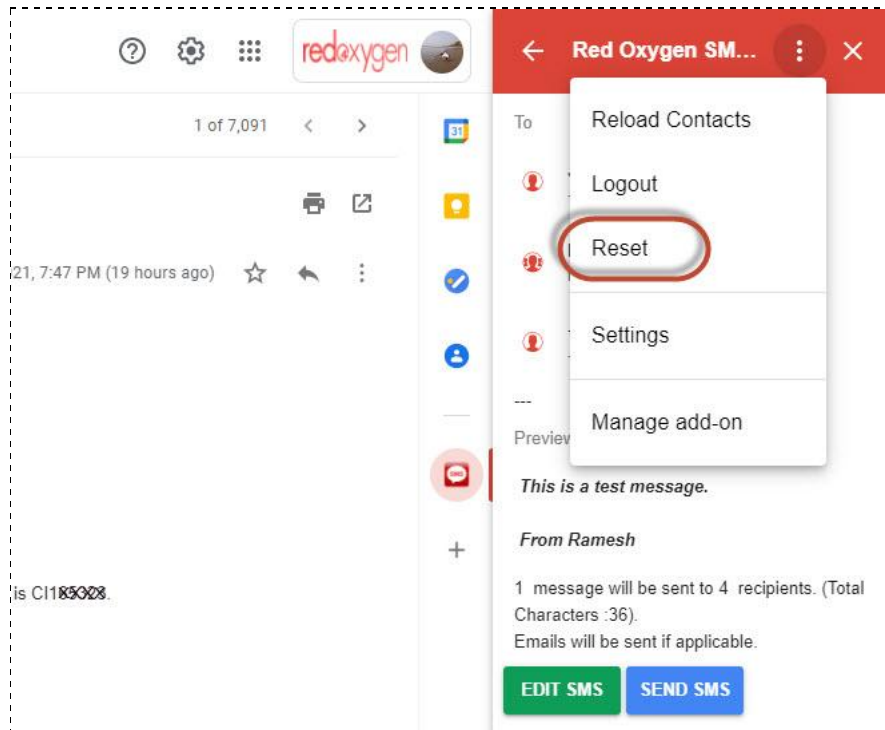 redoxygen
Red Oxygen SM...
1 of 7,091
31
To
Reload Contacts
Logout
Reset
21, 7:47 PM (19 hours ago)
Settings
---
Manage add-on
Preview
SMS
This is a test message.
From Ramesh
is CI1
1 message will be sent to 4 recipients. (Total
Characters :36).
Emails will be sent if applicable.
EDIT SMS
SEND SMS